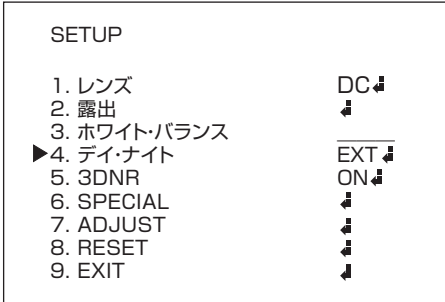 SETUP
1. レンズ DC↲
2. 露出 ↲
3. ホワイト・バランス ______
▶4. デイ・ナイト EXT↲
5. 3DNR ON↲
6. SPECIAL ↲
7. ADJUST ↲
8. RESET ↲
9. EXIT ↲